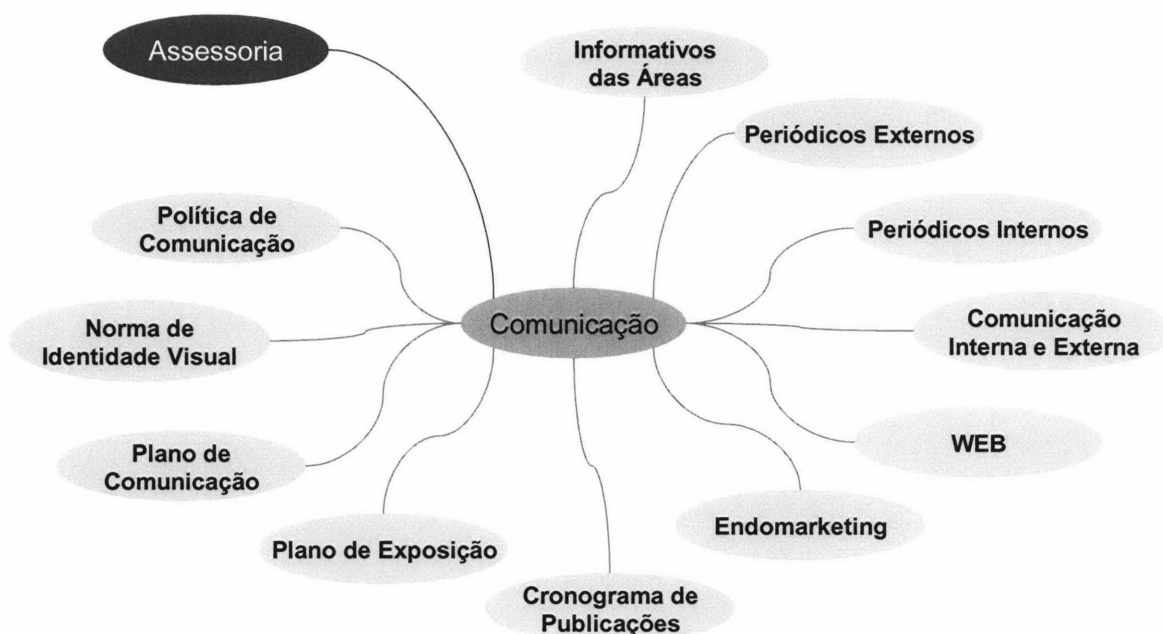 Assessoria
Informativos
das Áreas
Periódicos Externos
Política de
Comunicação
Periódicos Internos
Comunicação
Norma de
Identidade Visual
Comunicação
Interna e Externa
Plano de
Comunicação
WEB
Plano de Exposição
Endomarketing
Cronograma de
Publicações